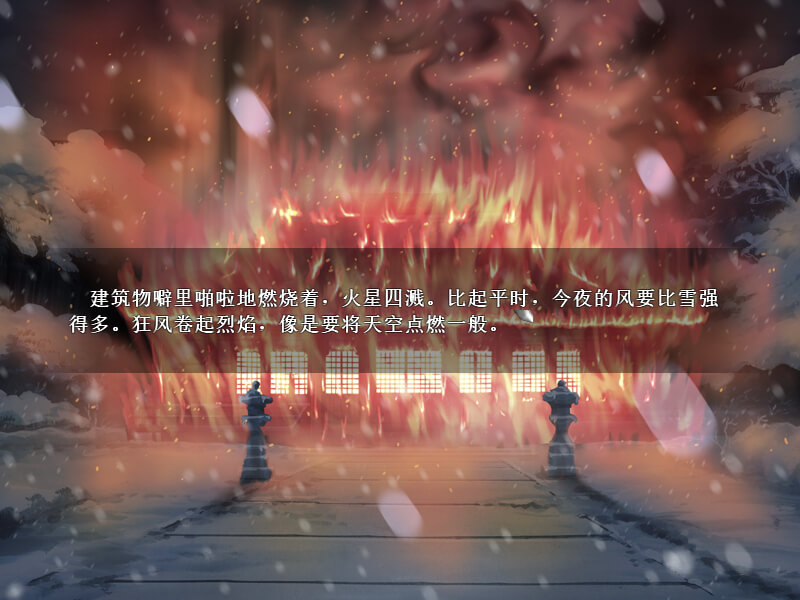 建筑物噼里啪啦地燃烧着，火星四溅。比起平时，今夜的风要比雪强
得多。狂风卷起烈焰，像是要将天空点燃一般。